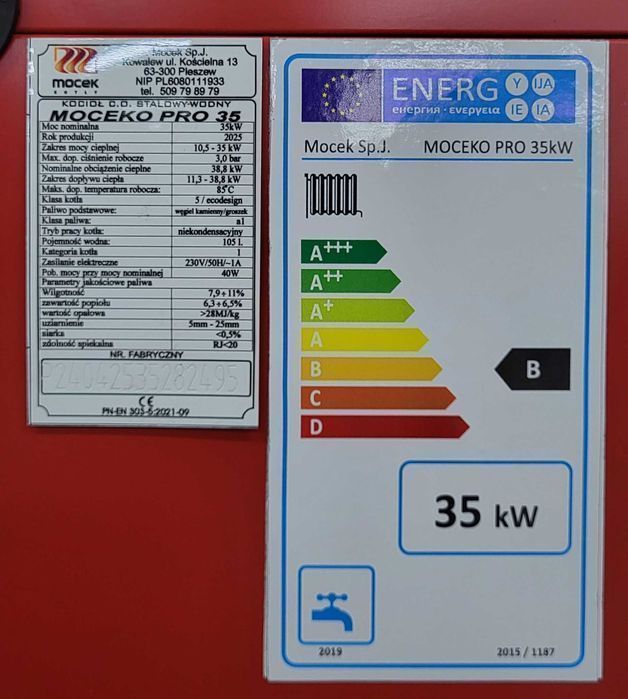 mocek
KOTŁY
Mocek Sp.J.
Kowalew ul. Kościelna 13
63-300 Pleszew
NIP PL6080111933
tel. 509 79 89 79
KOCIOŁ C.O. STALOWY-WODNY
MOCEKO PRO 35
Moc nominalna 35kW
Rok produkcji 2025
Zakres mocy cieplnej 10,5 - 35 kW
Max. dop. ciśnienie robocze 3,0 bar
Nominalne obciążenie cieplne 38,8 kW
Zakres dopływu ciepła 11,3 - 38,8 kW
Maks. dop. temperatura robocza: 85°C
Klasa kotła 5 / ecodesign
Paliwo podstawowe: węgiel kamienny/groszek
Klasa paliwa: a1
Tryb pracy kotła: niekondensacyjny
Pojemność wodna: 105 l.
Kategoria kotła 1
Zasilanie elektryczne 230V/50H/~1A
Pob. mocy przy mocy nominalnej 40W
Parametry jakościowe paliwa
Wilgotność 7,9÷11%
zawartość popiołu 6,3÷6,5%
wartość opałowa >28MJ/kg
uziarnienie 5mm - 25mm
siarka <0,5%
zdolność spiekalna RI<20
NR. FABRYCZNY
P24042535282495
CE
PN-EN 303-5:2021-09
ENERG Y IJA
енергия · ενεργεια IE IA
Mocek Sp.J. MOCEKO PRO 35kW
A+++
A++
A+
A
B
C
D
B
35 kW
2019 2015 / 1187